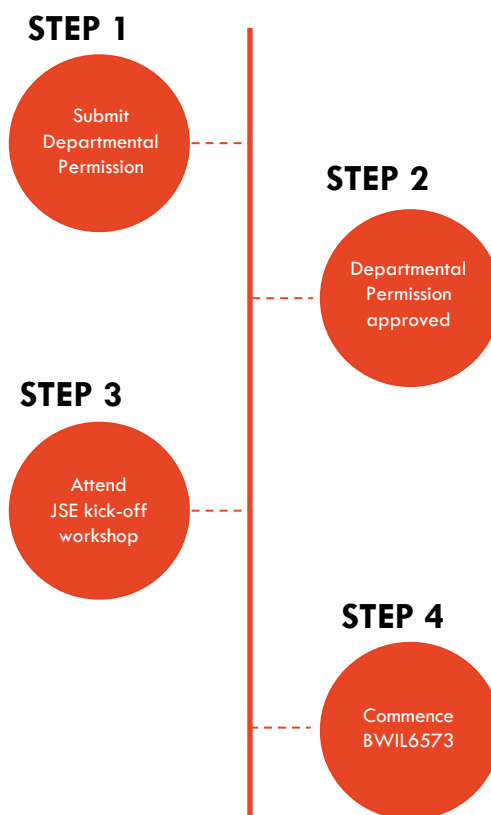 STEP 1
Submit
Departmental
Permission
STEP 2
Departmental
Permission
approved
STEP 3
Attend
JSE kick-off
workshop
STEP 4
Commence
BWIL6573